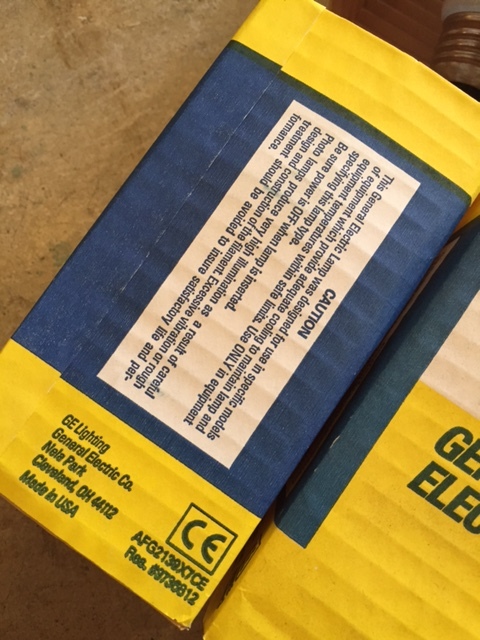 CAUTION
This General Electric Lamp was designed for use in specific models
of equipment which provide adequate cooling to maintain lamp and
equipment temperatures within safe limits. Use ONLY in equipment
specifying this lamp type.
Be sure power is OFF when lamp is inserted.
Photo lamps produce very high illumination as a result of careful
design and construction of the filament. Excessive vibration or rough
treatment should be avoided to insure satisfactory life and per-
formance.
GE Lighting
General Electric Co.
Nela Park
Cleveland, OH 44112
Made in USA
CE
AFG2139X7CE
Res. #9736812
GE
ELEC